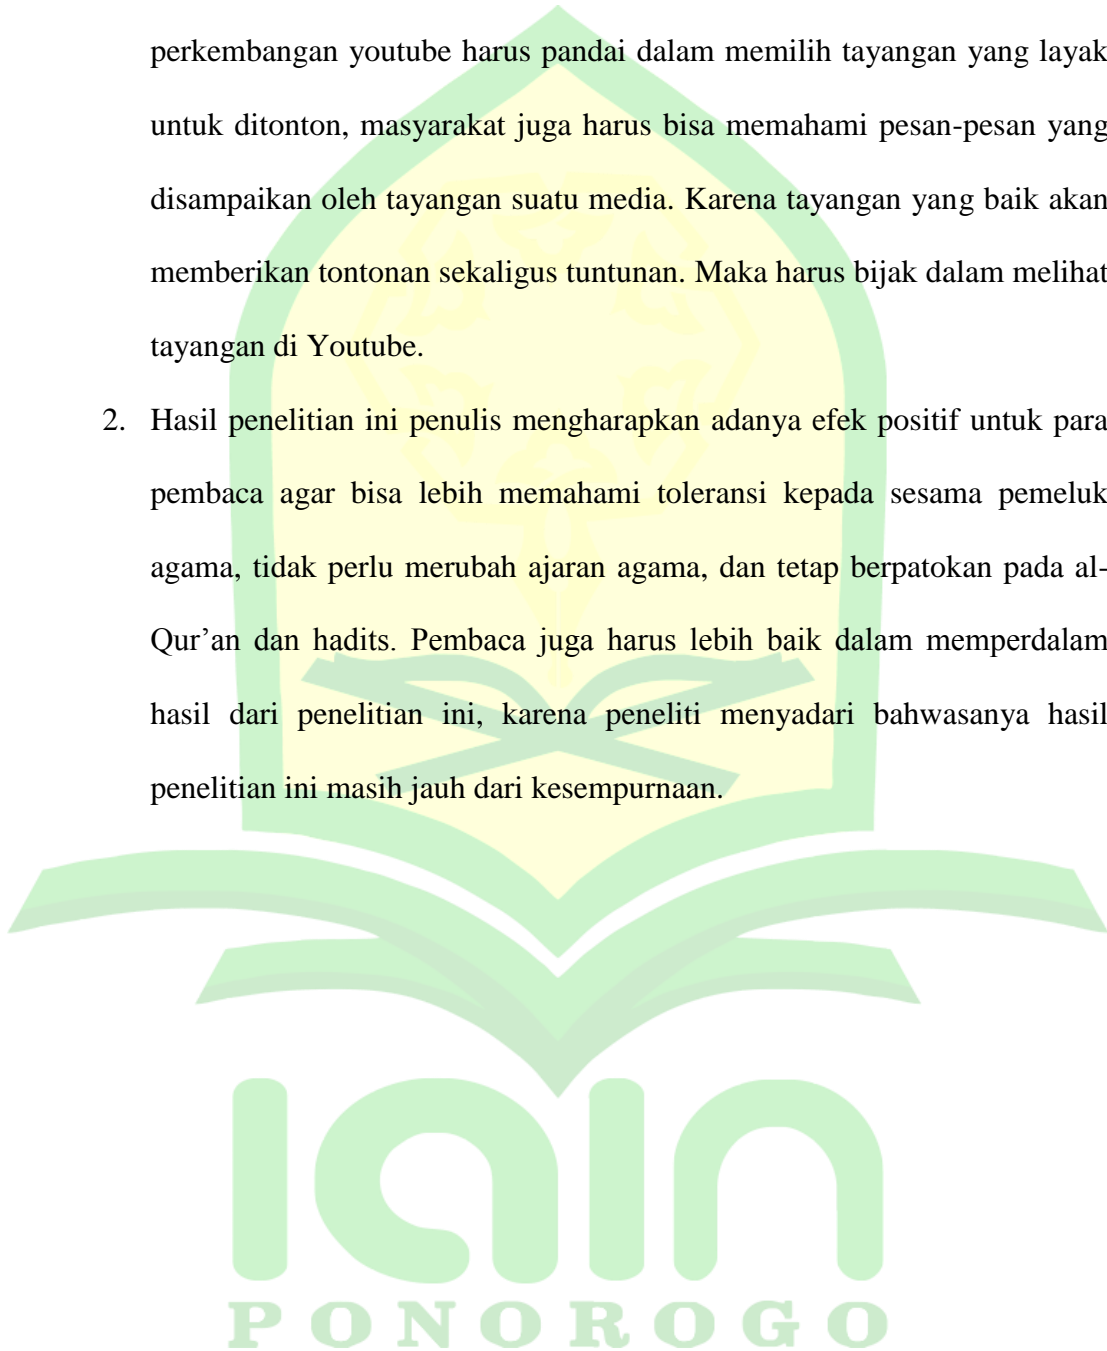 perkembangan youtube harus pandai dalam memilih tayangan yang layak
untuk ditonton, masyarakat juga harus bisa memahami pesan-pesan yang
disampaikan oleh tayangan suatu media. Karena tayangan yang baik akan
memberikan tontonan sekaligus tuntunan. Maka harus bijak dalam melihat
tayangan di Youtube.
2. Hasil penelitian ini penulis mengharapkan adanya efek positif untuk para
pembaca agar bisa lebih memahami toleransi kepada sesama pemeluk
agama, tidak perlu merubah ajaran agama, dan tetap berpatokan pada al-
Qur’an dan hadits. Pembaca juga harus lebih baik dalam memperdalam
hasil dari penelitian ini, karena peneliti menyadari bahwasanya hasil
penelitian ini masih jauh dari kesempurnaan.
iain
PONOROGO